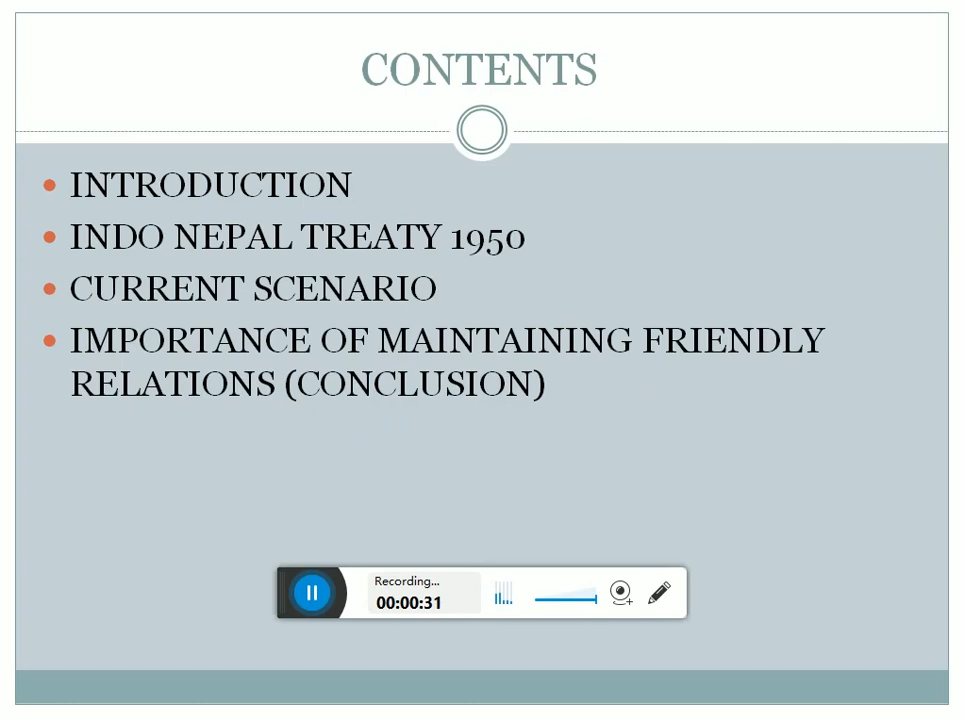 CONTENTS
• INTRODUCTION
• INDO NEPAL TREATY 1950
• CURRENT SCENARIO
• IMPORTANCE OF MAINTAINING FRIENDLY
RELATIONS (CONCLUSION)
Recording...
00:00:31